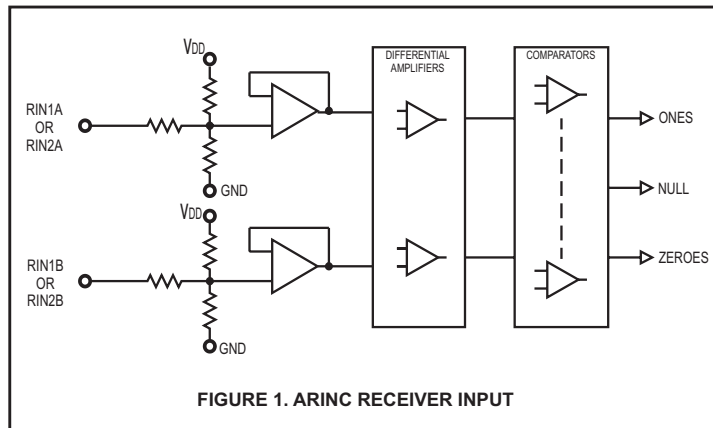 VDD
DIFFERENTIAL
AMPLIFIERS
COMPARATORS
RIN1A
OR
RIN2A
ONES
GND
NULL
VDD
RIN1B
OR
RIN2B
ZEROES
GND
FIGURE 1. ARINC RECEIVER INPUT